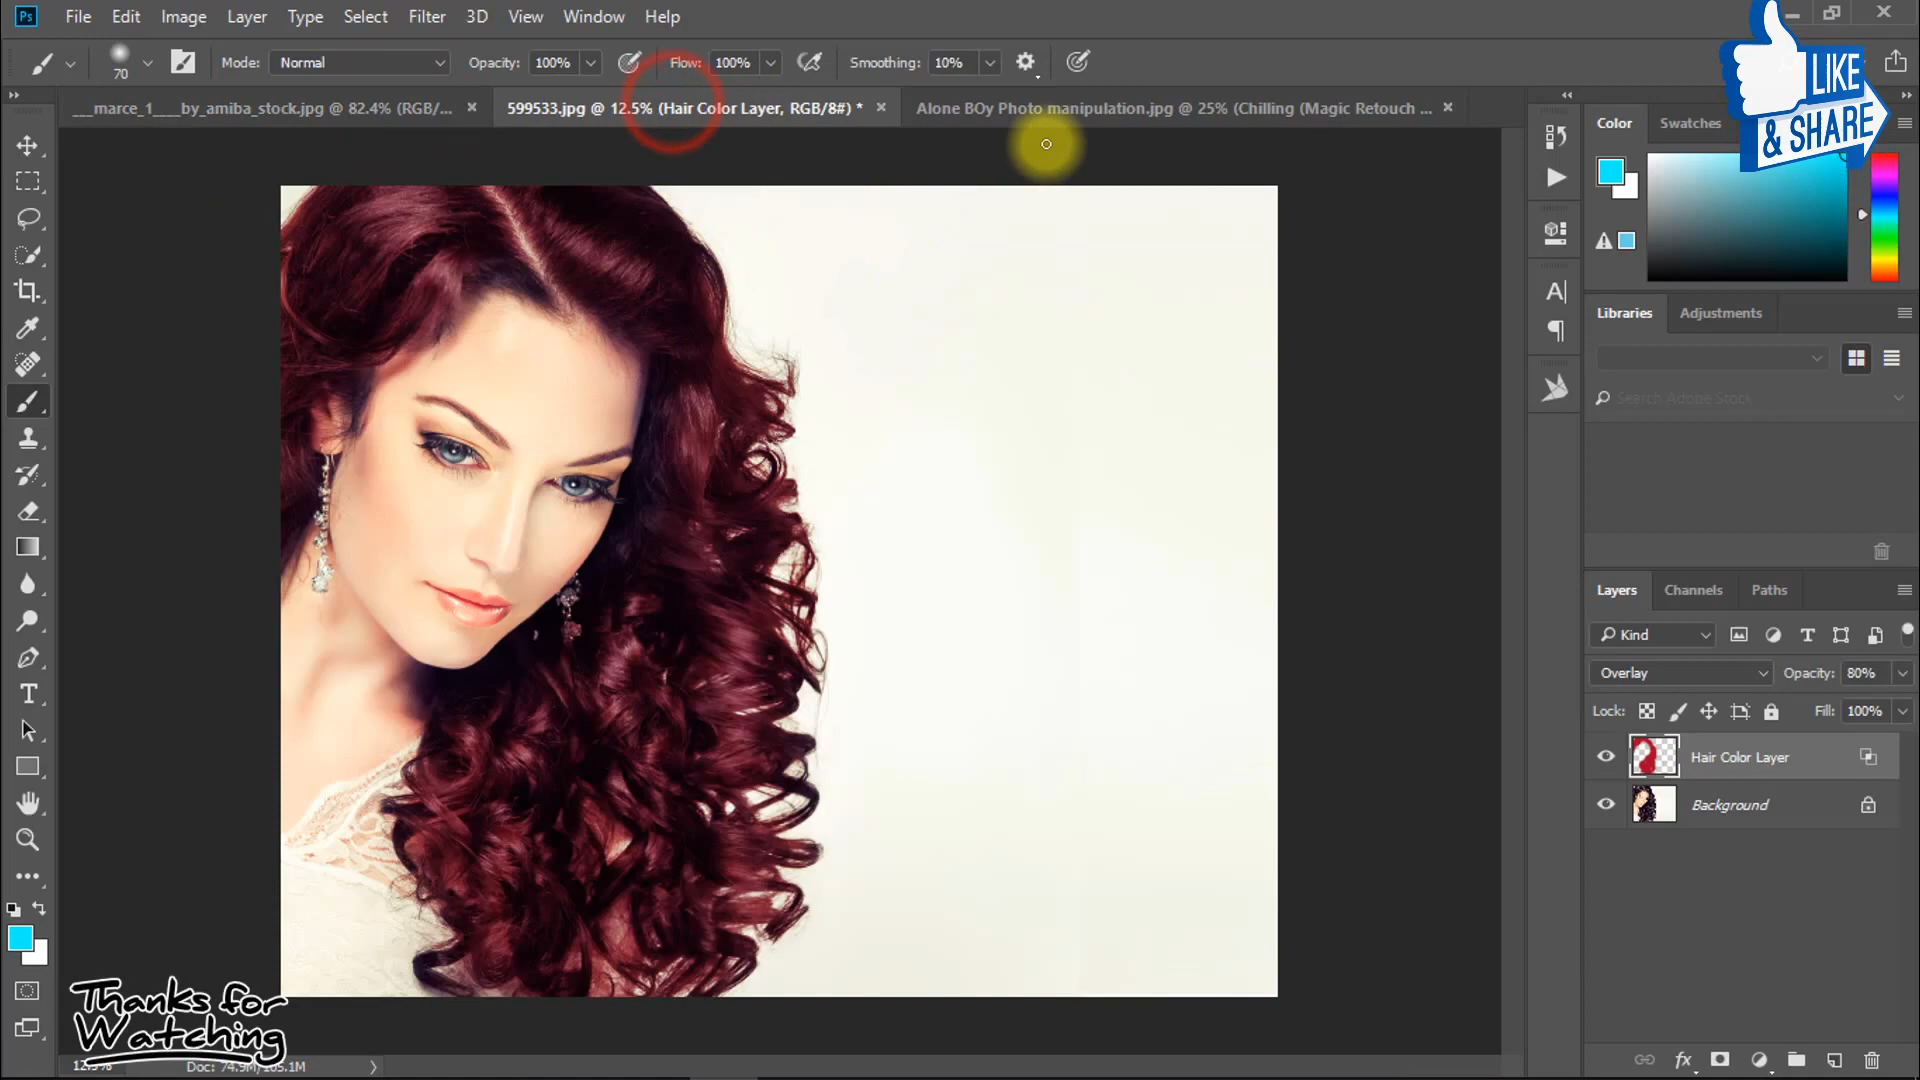 Ps File Edit Image Layer Type Select Filter 3D View Window Help
70 Mode: Normal Opacity: 100% Flow: 100% Smoothing: 10%
LIKE
& SHARE
___marce_1____by_amiba_stock.jpg @ 82.4% (RGB/... × 599533.jpg @ 12.5% (Hair Color Layer, RGB/8#) * × Alone BOy Photo manipulation.jpg @ 25% (Chilling (Magic Retouch ... ×
Color Swatches
Libraries Adjustments
Search Adobe Stock
Layers Channels Paths
Kind
Overlay Opacity: 80%
Lock: Fill: 100%
Hair Color Layer
Background
Thanks for
Watching
12.5% Doc: 74.9M/105.1M